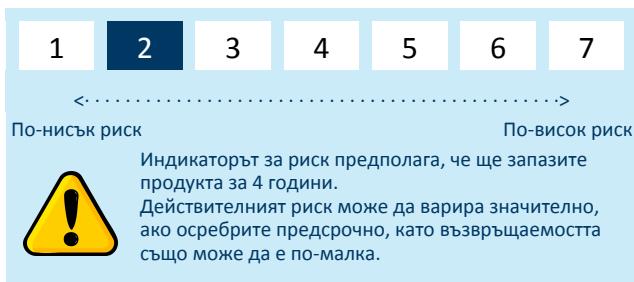 1 2 3 4 5 6 7
<· · · · · · · · · · · · · · · · · · · · · · · · · · · · · · · · · · · · · · · · · · · · · · ·>
По-нисък риск По-висок риск
Индикаторът за риск предполага, че ще запазите
продукта за 4 години.
Действителният риск може да варира значително,
ако осребрите предсрочно, като възвръщаемостта
също може да е по-малка.